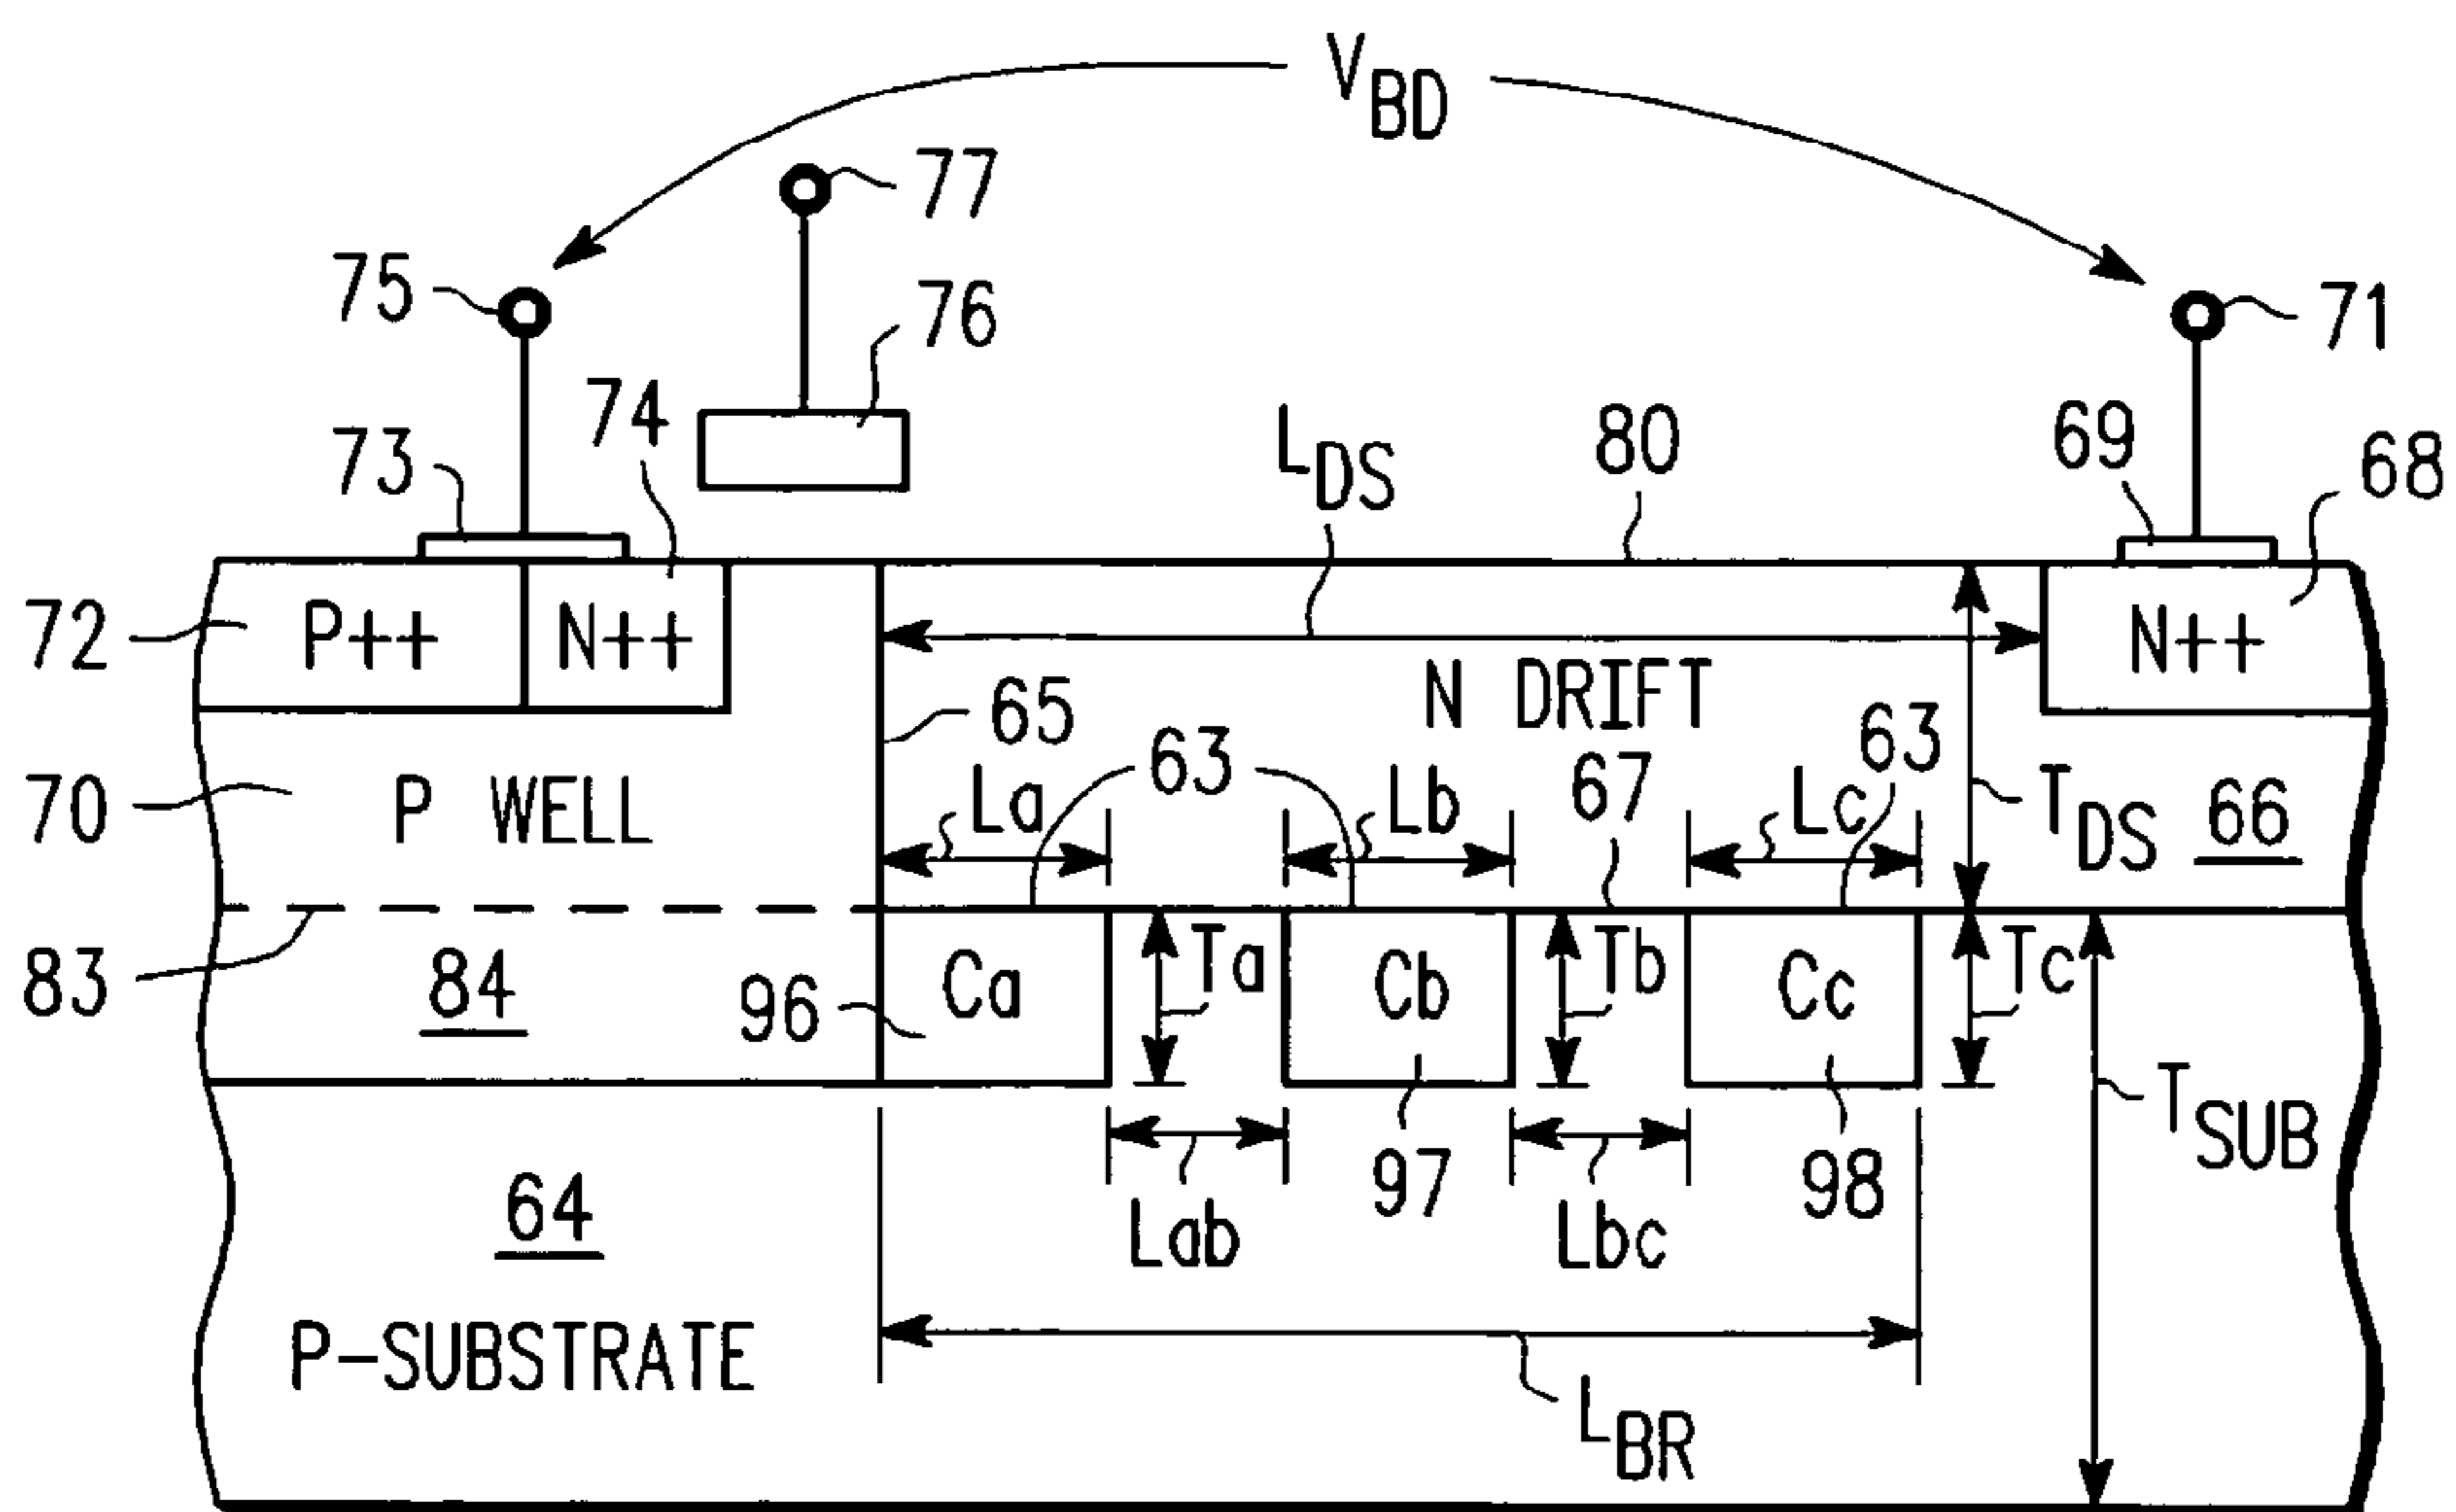 VBD
77
75
76
71
74
73
LDS
80
69
68
72
P++
N++
N++
65
N DRIFT
63
63
70
P WELL
La
Lb
67
Lc
TDS
66
83
84
96
Ca
Ta
Cb
Tb
Cc
Tc
TSUB
64
Lab
97
Lbc
98
P-SUBSTRATE
LBR